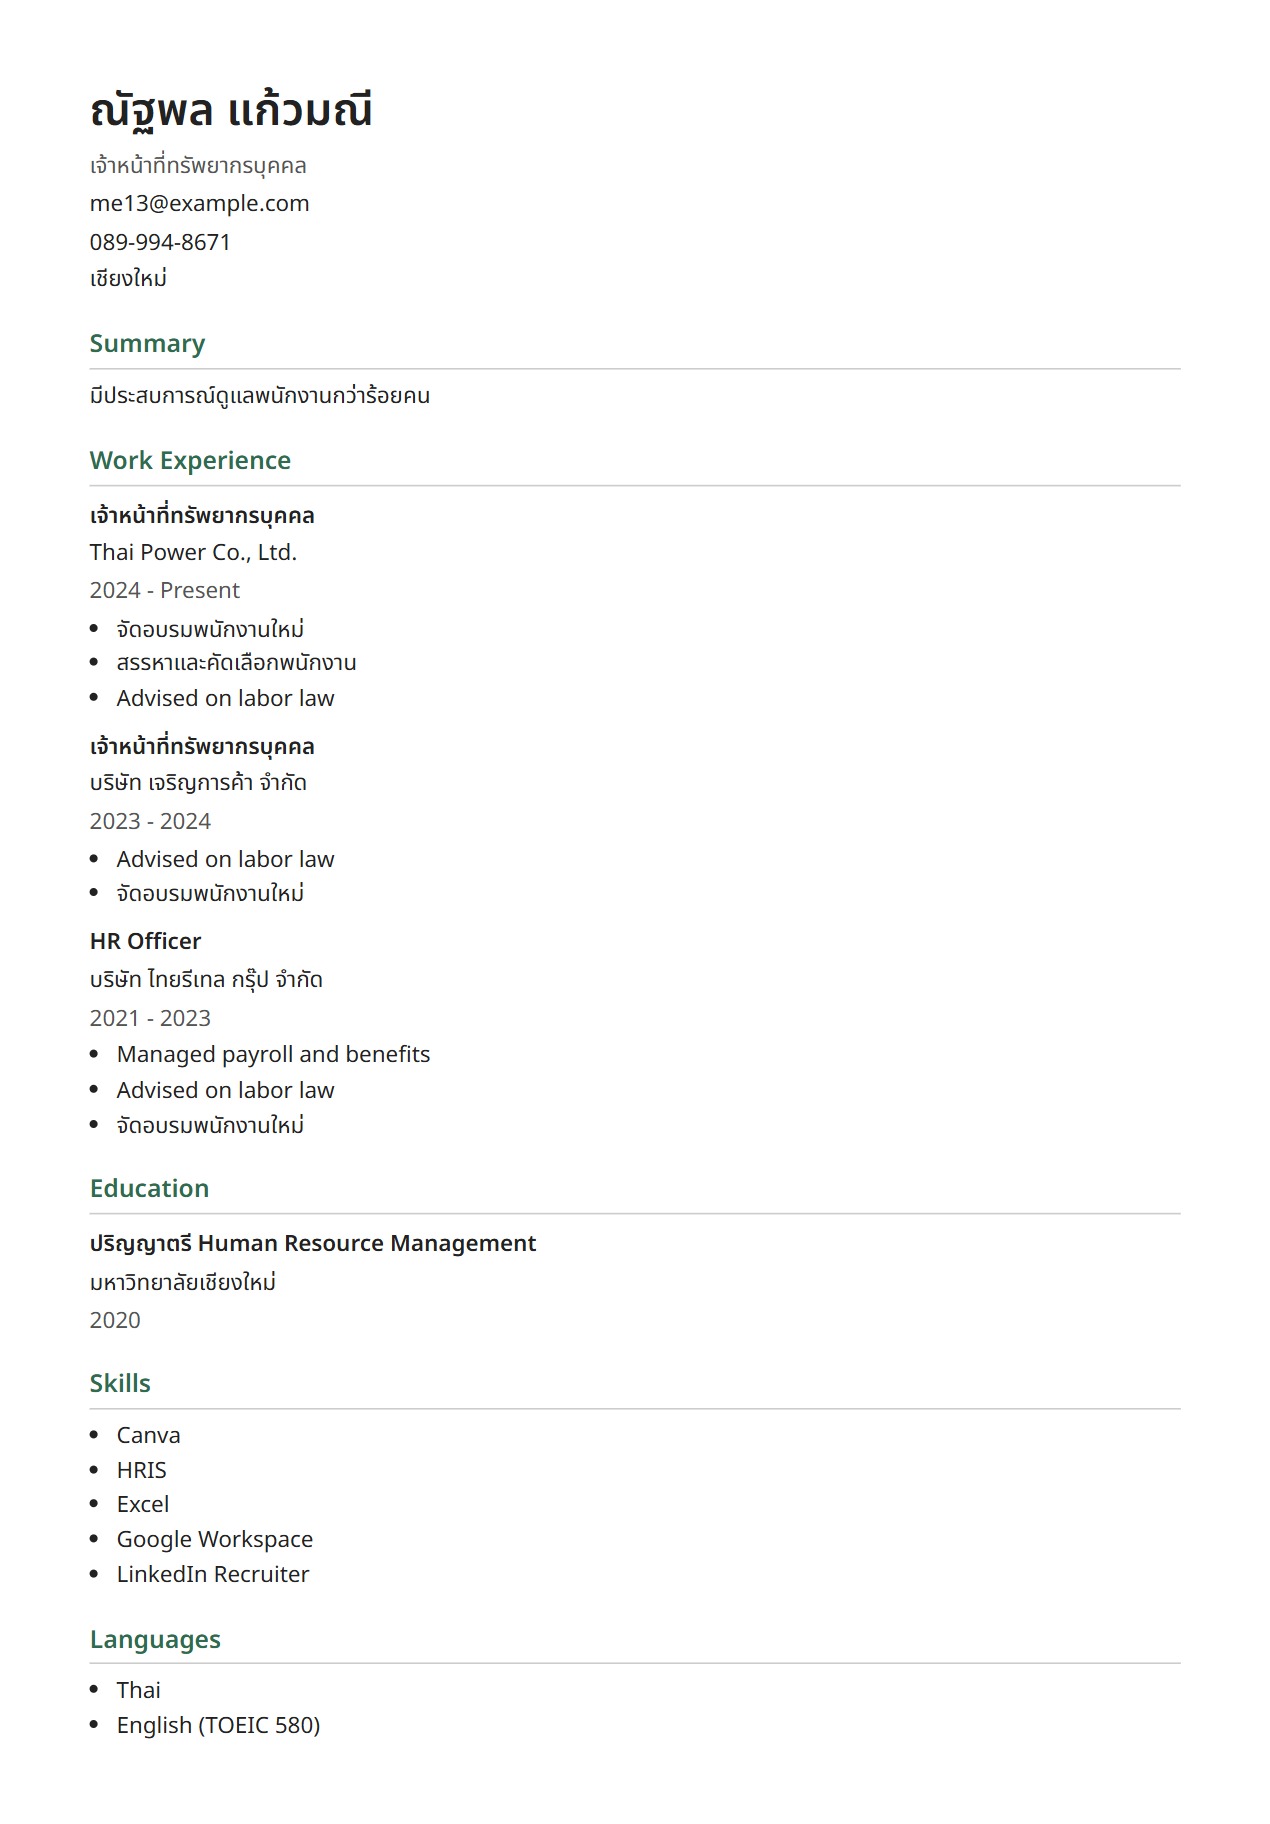 ณัฐพล แก้วมณี
เจ้าหน้าที่ทรัพยากรบุคคล
me13@example.com
089-994-8671
เชียงใหม่
Summary
มีประสบการณ์ดูแลพนักงานกว่าร้อยคน
Work Experience
เจ้าหน้าที่ทรัพยากรบุคคล
Thai Power Co., Ltd.
2024 - Present
• จัดอบรมพนักงานใหม่
• สรรหาและคัดเลือกพนักงาน
• Advised on labor law
เจ้าหน้าที่ทรัพยากรบุคคล
บริษัท เจริญการค้า จำกัด
2023 - 2024
• Advised on labor law
• จัดอบรมพนักงานใหม่
HR Officer
บริษัท ไทยรีเทล กรุ๊ป จำกัด
2021 - 2023
• Managed payroll and benefits
• Advised on labor law
• จัดอบรมพนักงานใหม่
Education
ปริญญาตรี Human Resource Management
มหาวิทยาลัยเชียงใหม่
2020
Skills
• Canva
• HRIS
• Excel
• Google Workspace
• LinkedIn Recruiter
Languages
• Thai
• English (TOEIC 580)